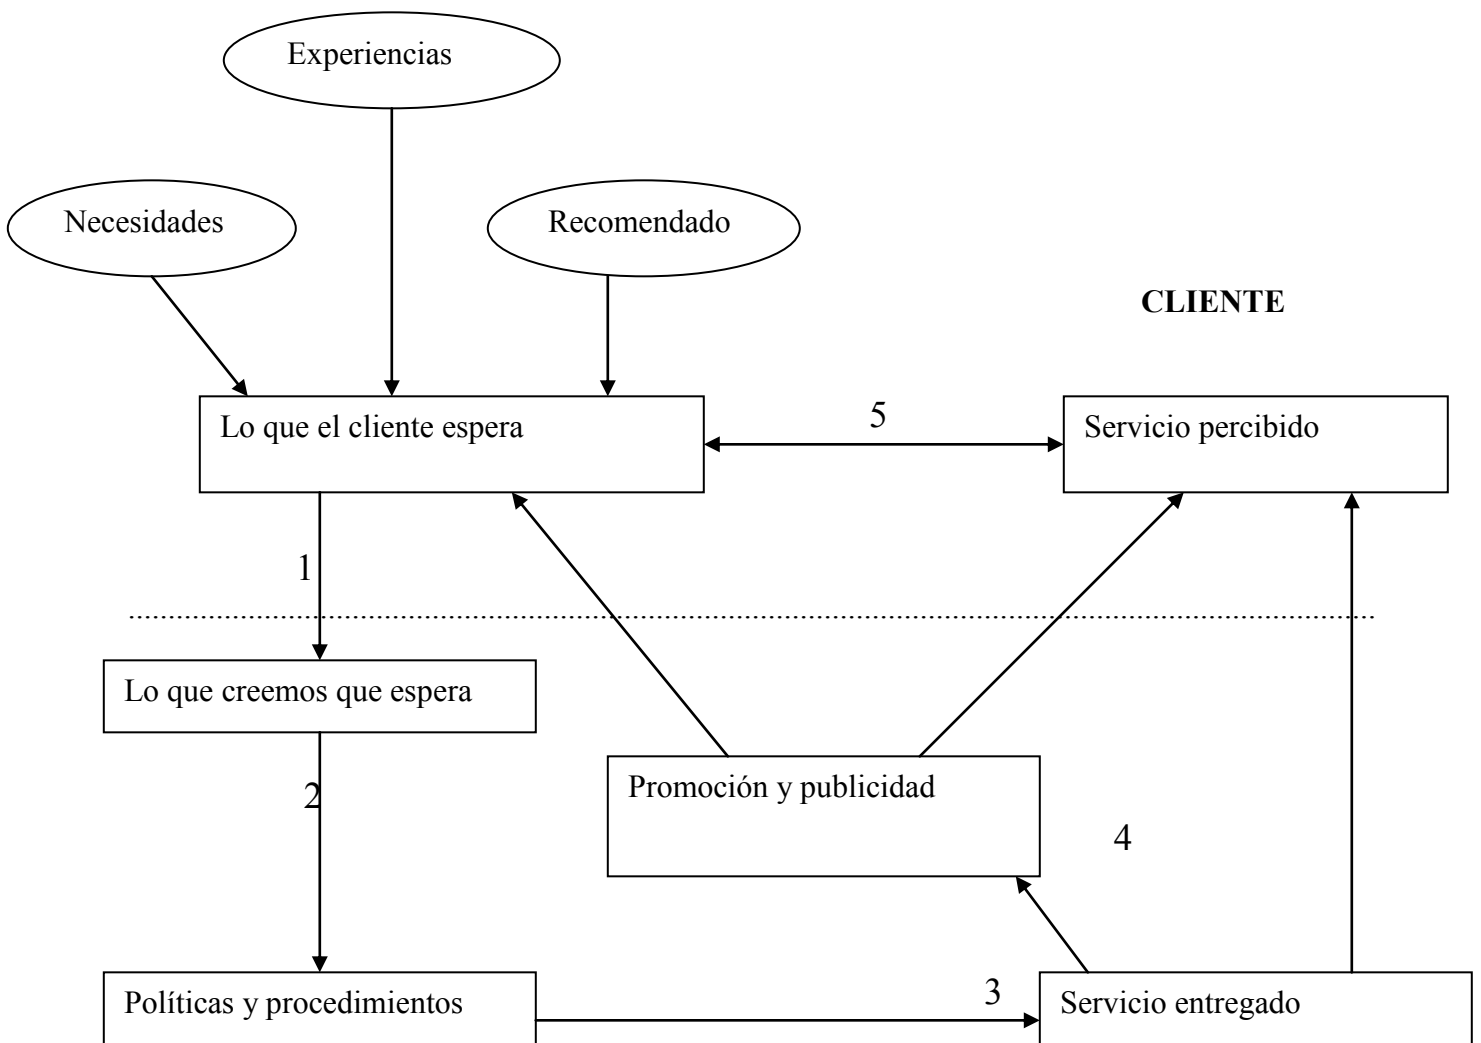 Experiencias
Necesidades
Recomendado
CLIENTE
Lo que el cliente espera
5
Servicio percibido
1
Lo que creemos que espera
2
Promoción y publicidad
4
Políticas y procedimientos
3
Servicio entregado